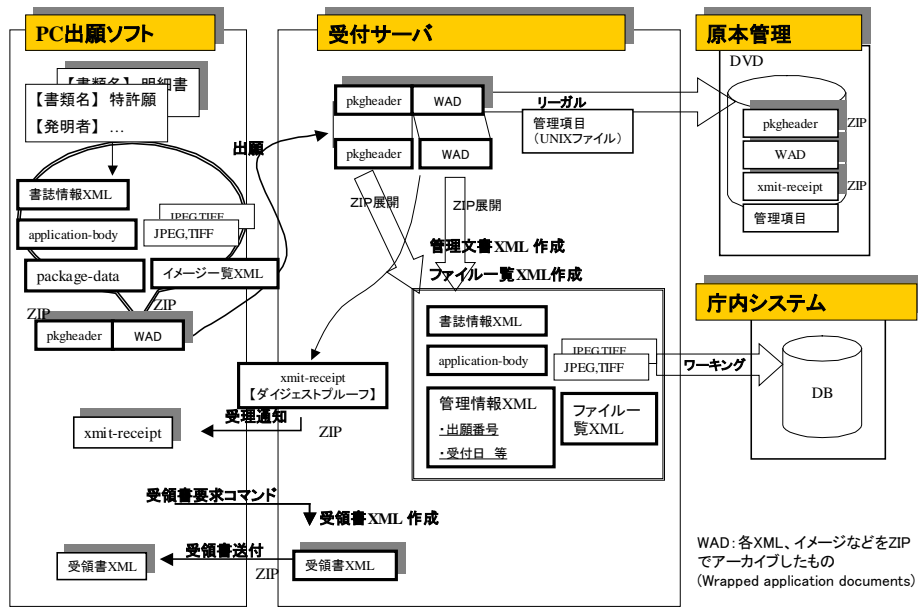 PC出願ソフト
【書類名】 明細書
【書類名】 特許願
【発明者】 …
書誌情報XML
application-body
package-data
JPEG,TIFF
JPEG,TIFF
イメージ一覧XML
ZIP
ZIP
pkgheader
WAD
出願
受付サーバ
pkgheader
WAD
pkgheader
WAD
リーガル
管理項目
(UNIXファイル)
ZIP展開
ZIP展開
管理文書XML 作成
ファイル一覧XML作成
書誌情報XML
application-body
JPEG,TIFF
JPEG,TIFF
管理情報XML
・出願番号
・受付日 等
ファイル一
覧XML
xmit-receipt
【ダイジェストプルーフ】
受理通知
ZIP
xmit-receipt
受領書要求コマンド
受領書XML 作成
受領書送付
ZIP
受領書XML
受領書XML
原本管理
DVD
pkgheader
ZIP
WAD
xmit-receipt
ZIP
管理項目
庁内システム
ワーキング
DB
WAD:各XML、イメージなどをZIP
でアーカイブしたもの
(Wrapped application documents)